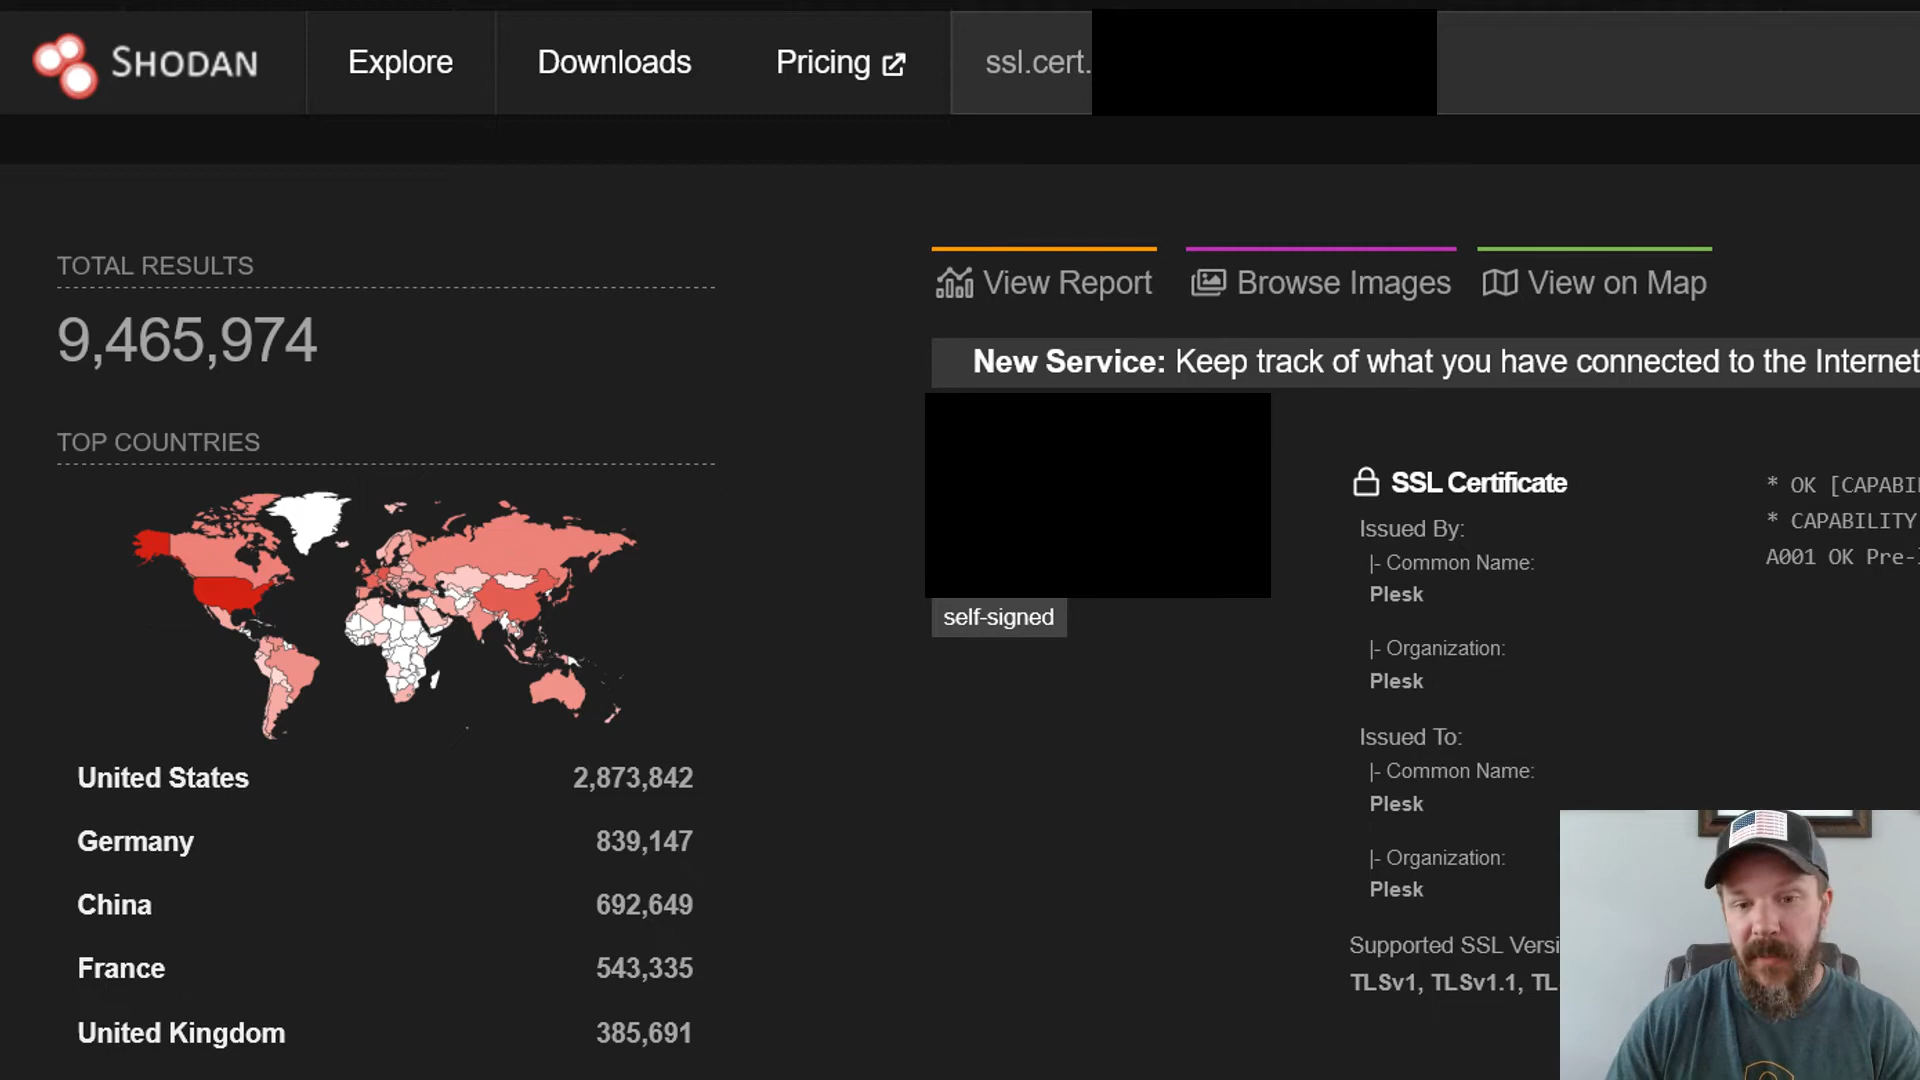 SHODAN
Explore
Downloads
Pricing
ssl.cert.
TOTAL RESULTS
9,465,974
View Report
Browse Images
View on Map
New Service: Keep track of what you have connected to the Internet
TOP COUNTRIES
United States 2,873,842
Germany 839,147
China 692,649
France 543,335
United Kingdom 385,691
self-signed
SSL Certificate
Issued By:
|- Common Name:
Plesk
|- Organization:
Plesk
Issued To:
|- Common Name:
Plesk
|- Organization:
Plesk
Supported SSL Versi
TLSv1, TLSv1.1, TL
* OK [CAPABI
* CAPABILITY
A001 OK Pre-